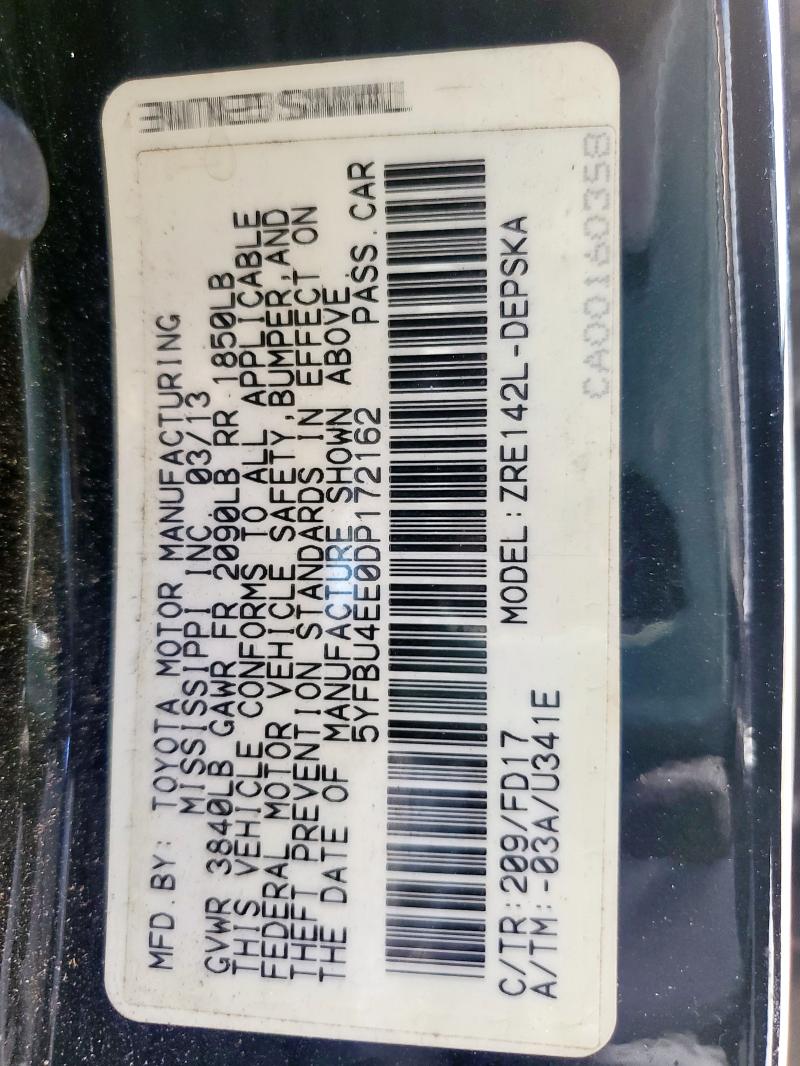 MFD.BY: TOYOTA MOTOR MANUFACTURING
MISSISSIPPI INC 03/13
GVWR 3840LB GAWR FR 2090LB RR 1850LB
THIS VEHICLE CONFORMS TO ALL APPLICABLE
FEDERAL MOTOR VEHICLE SAFETY,BUMPER,AND
THEFT PREVENTION STANDARDS IN EFFECT ON
THE DATE OF MANUFACTURE SHOWN ABOVE.
5YFBU4EE0DP172162 PASS.CAR
C/TR:209/FD17 MODEL:ZRE142L-DEPSKA
A/TM:-03A/U341E
CA00160358